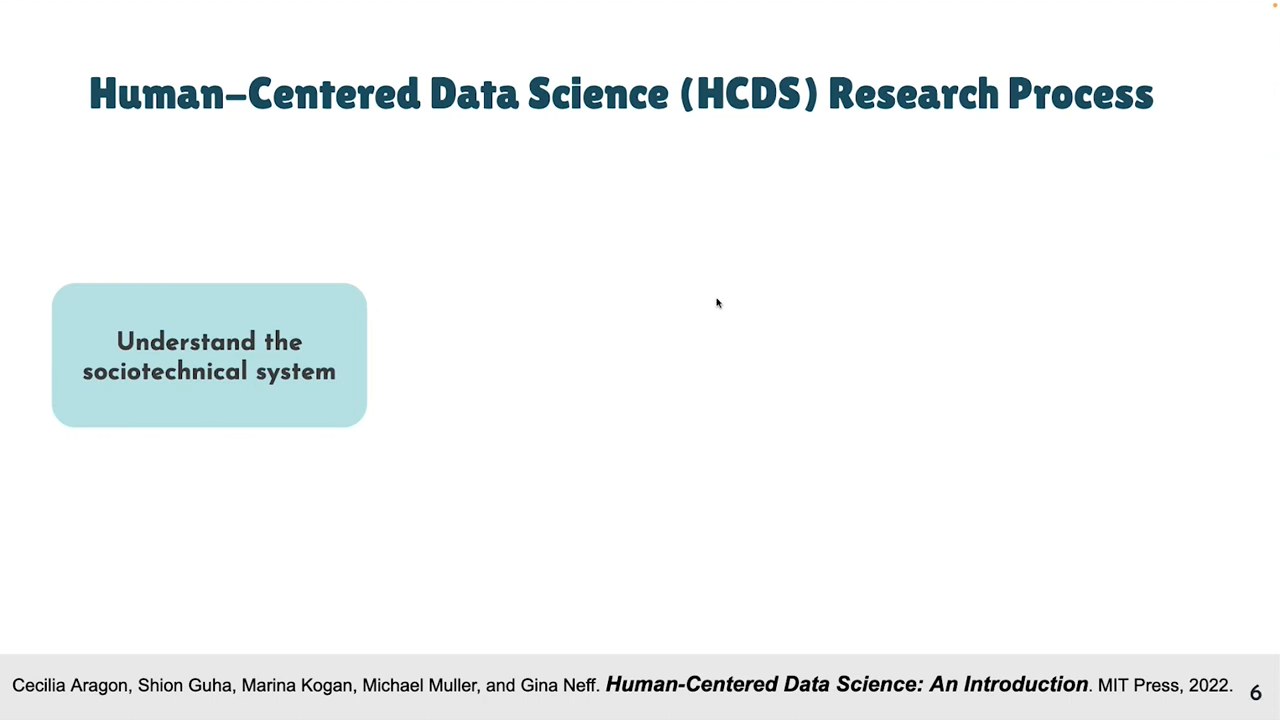 Human–Centered Data Science (HCDS) Research Process
Understand the
sociotechnical system
Cecilia Aragon, Shion Guha, Marina Kogan, Michael Muller, and Gina Neff. Human-Centered Data Science: An Introduction. MIT Press, 2022.
6